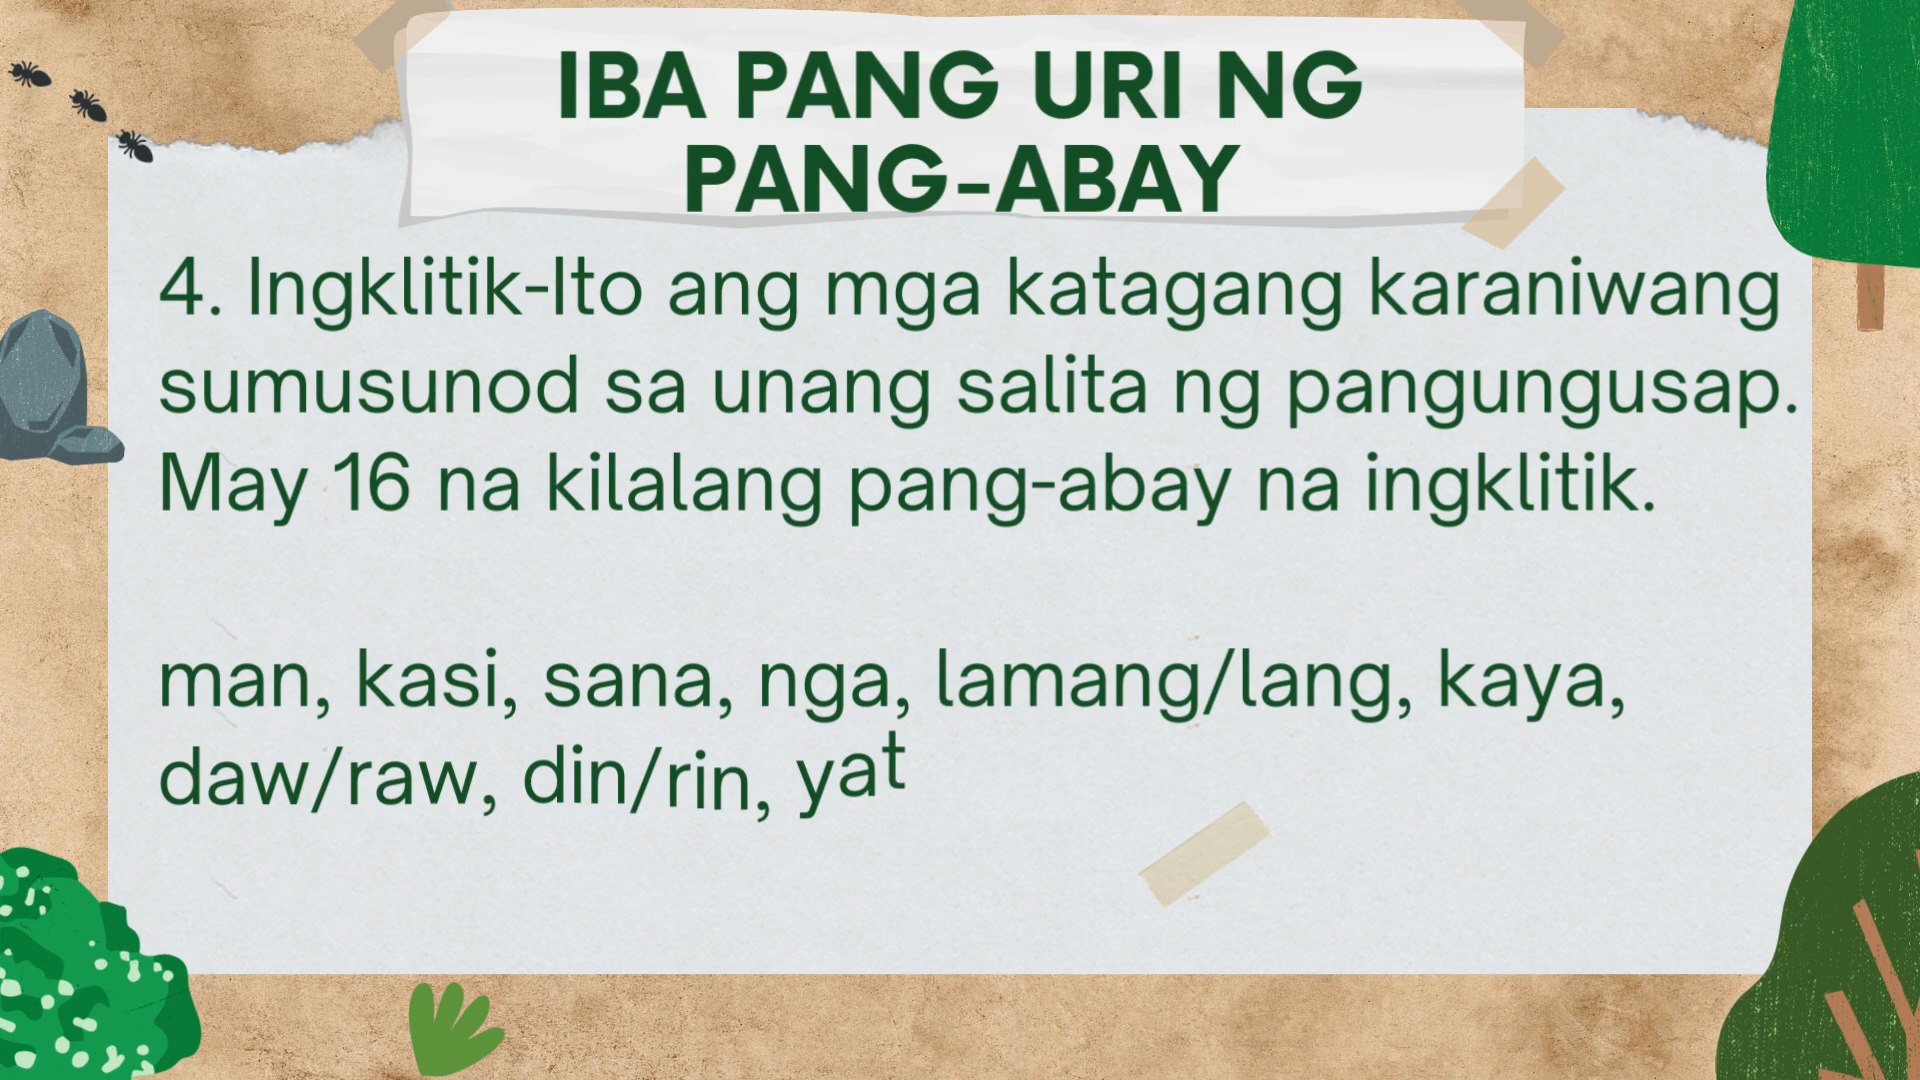 IBA PANG URI NG
PANG-ABAY
4. Ingklitik-Ito ang mga katagang karaniwang
sumusunod sa unang salita ng pangungusap.
May 16 na kilalang pang-abay na ingklitik.
man, kasi, sana, nga, lamang/lang, kaya,
daw/raw, din/rin, yat